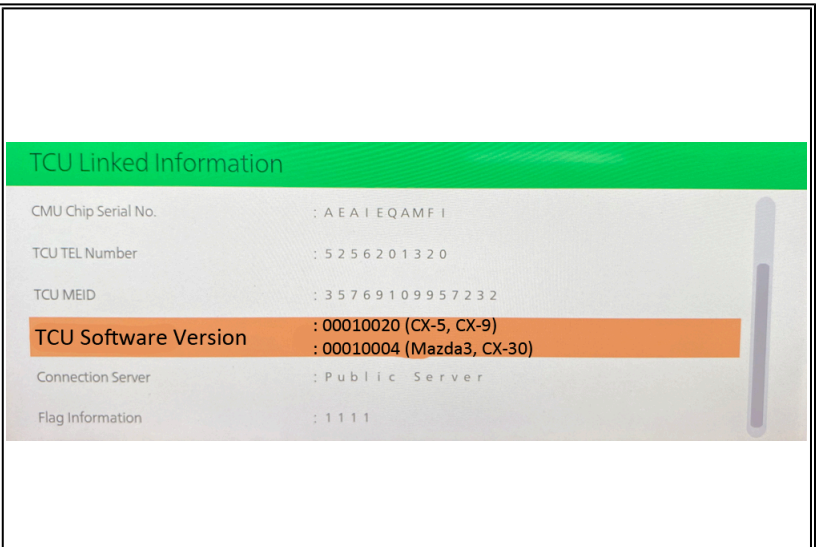 TCU Linked Information
CMU Chip Serial No. : A E A I E Q A M F I
TCU TEL Number : 5 2 5 6 2 0 1 3 2 0
TCU MEID : 3 5 7 6 9 1 0 9 9 5 7 2 3 2
TCU Software Version : 00010020 (CX-5, CX-9)
: 00010004 (Mazda3, CX-30)
Connection Server : P u b l i c   S e r v e r
Flag Information : 1 1 1 1